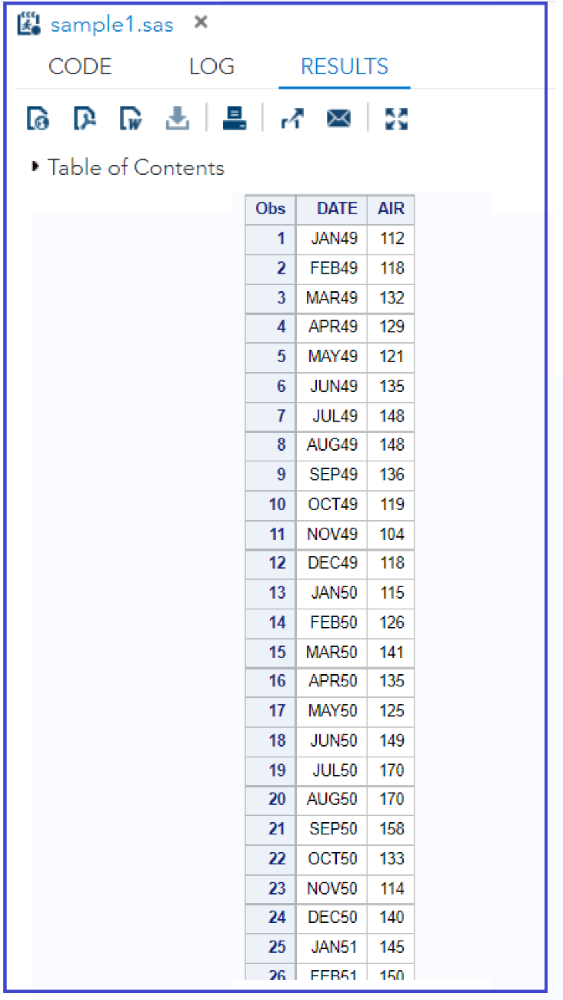 sample1.sas
CODE LOG RESULTS
Table of Contents
Obs DATE AIR
1 JAN49 112
2 FEB49 118
3 MAR49 132
4 APR49 129
5 MAY49 121
6 JUN49 135
7 JUL49 148
8 AUG49 148
9 SEP49 136
10 OCT49 119
11 NOV49 104
12 DEC49 118
13 JAN50 115
14 FEB50 126
15 MAR50 141
16 APR50 135
17 MAY50 125
18 JUN50 149
19 JUL50 170
20 AUG50 170
21 SEP50 158
22 OCT50 133
23 NOV50 114
24 DEC50 140
25 JAN51 145
26 FEB51 150